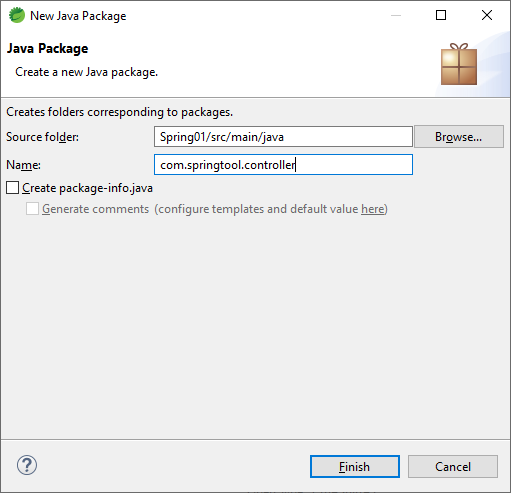 New Java Package
Java Package
Create a new Java package.
Creates folders corresponding to packages.
Source folder: Spring01/src/main/java Browse...
Name: com.springtool.controller
Create package-info.java
Generate comments (configure templates and default value here)
? Finish Cancel